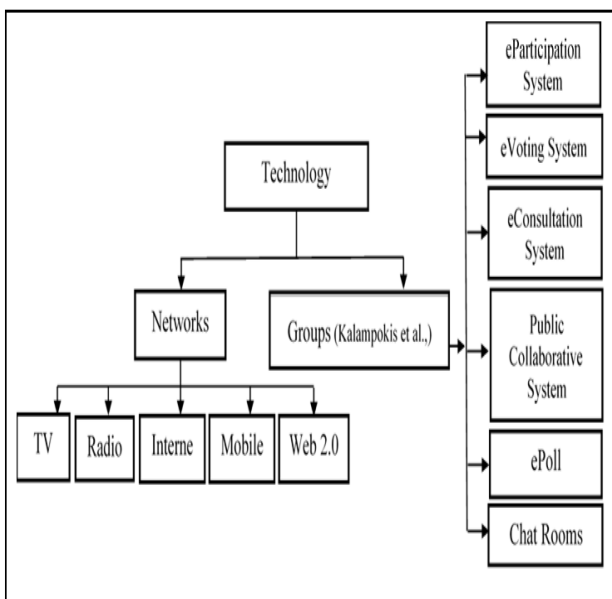 eParticipation
System
eVoting System
Technology
eConsultation
System
Networks
Groups (Kalampokis et al.,)
Public
Collaborative
System
TV
Radio
Interne
Mobile
Web 2.0
ePoll
Chat Rooms